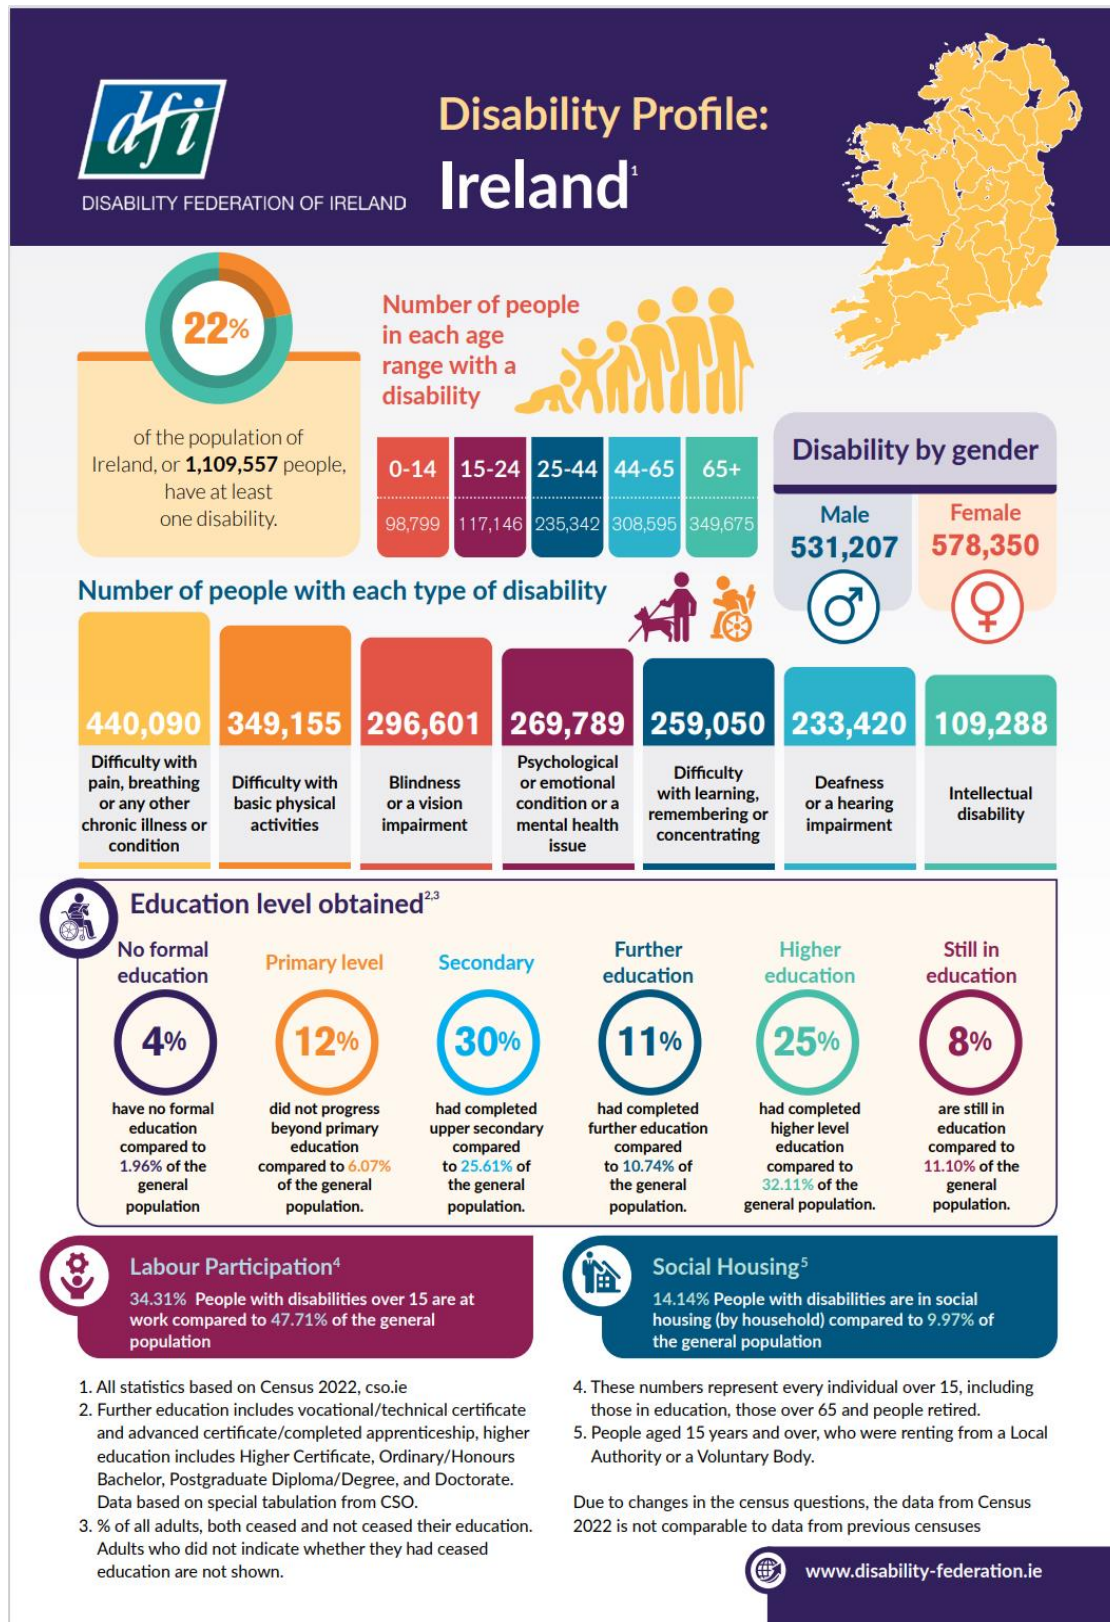 dfi
DISABILITY FEDERATION OF IRELAND
Disability Profile:
Ireland¹
22%
of the population of
Ireland, or 1,109,557 people,
have at least
one disability.
Number of people
in each age
range with a
disability
0-14 15-24 25-44 44-65 65+
98,799 117,146 235,342 308,595 349,675
Disability by gender
Male Female
531,207 578,350
Number of people with each type of disability
440,090
Difficulty with
pain, breathing
or any other
chronic illness or
condition
349,155
Difficulty with
basic physical
activities
296,601
Blindness
or a vision
impairment
269,789
Psychological
or emotional
condition or a
mental health
issue
259,050
Difficulty
with learning,
remembering or
concentrating
233,420
Deafness
or a hearing
impairment
109,288
Intellectual
disability
Education level obtained²,³
No formal
education
4%
have no formal
education
compared to
1.96% of the
general
population
Primary level
12%
did not progress
beyond primary
education
compared to 6.07%
of the general
population.
Secondary
30%
had completed
upper secondary
compared
to 25.61% of
the general
population.
Further
education
11%
had completed
further education
compared
to 10.74% of
the general
population.
Higher
education
25%
had completed
higher level
education
compared to
32.11% of the
general population.
Still in
education
8%
are still in
education
compared to
11.10% of the
general
population.
Labour Participation⁴
34.31% People with disabilities over 15 are at
work compared to 47.71% of the general
population
Social Housing⁵
14.14% People with disabilities are in social
housing (by household) compared to 9.97% of
the general population
1. All statistics based on Census 2022, cso.ie
2. Further education includes vocational/technical certificate
and advanced certificate/completed apprenticeship, higher
education includes Higher Certificate, Ordinary/Honours
Bachelor, Postgraduate Diploma/Degree, and Doctorate.
Data based on special tabulation from CSO.
3. % of all adults, both ceased and not ceased their education.
Adults who did not indicate whether they had ceased
education are not shown.
4. These numbers represent every individual over 15, including
those in education, those over 65 and people retired.
5. People aged 15 years and over, who were renting from a Local
Authority or a Voluntary Body.
Due to changes in the census questions, the data from Census
2022 is not comparable to data from previous censuses
www.disability-federation.ie